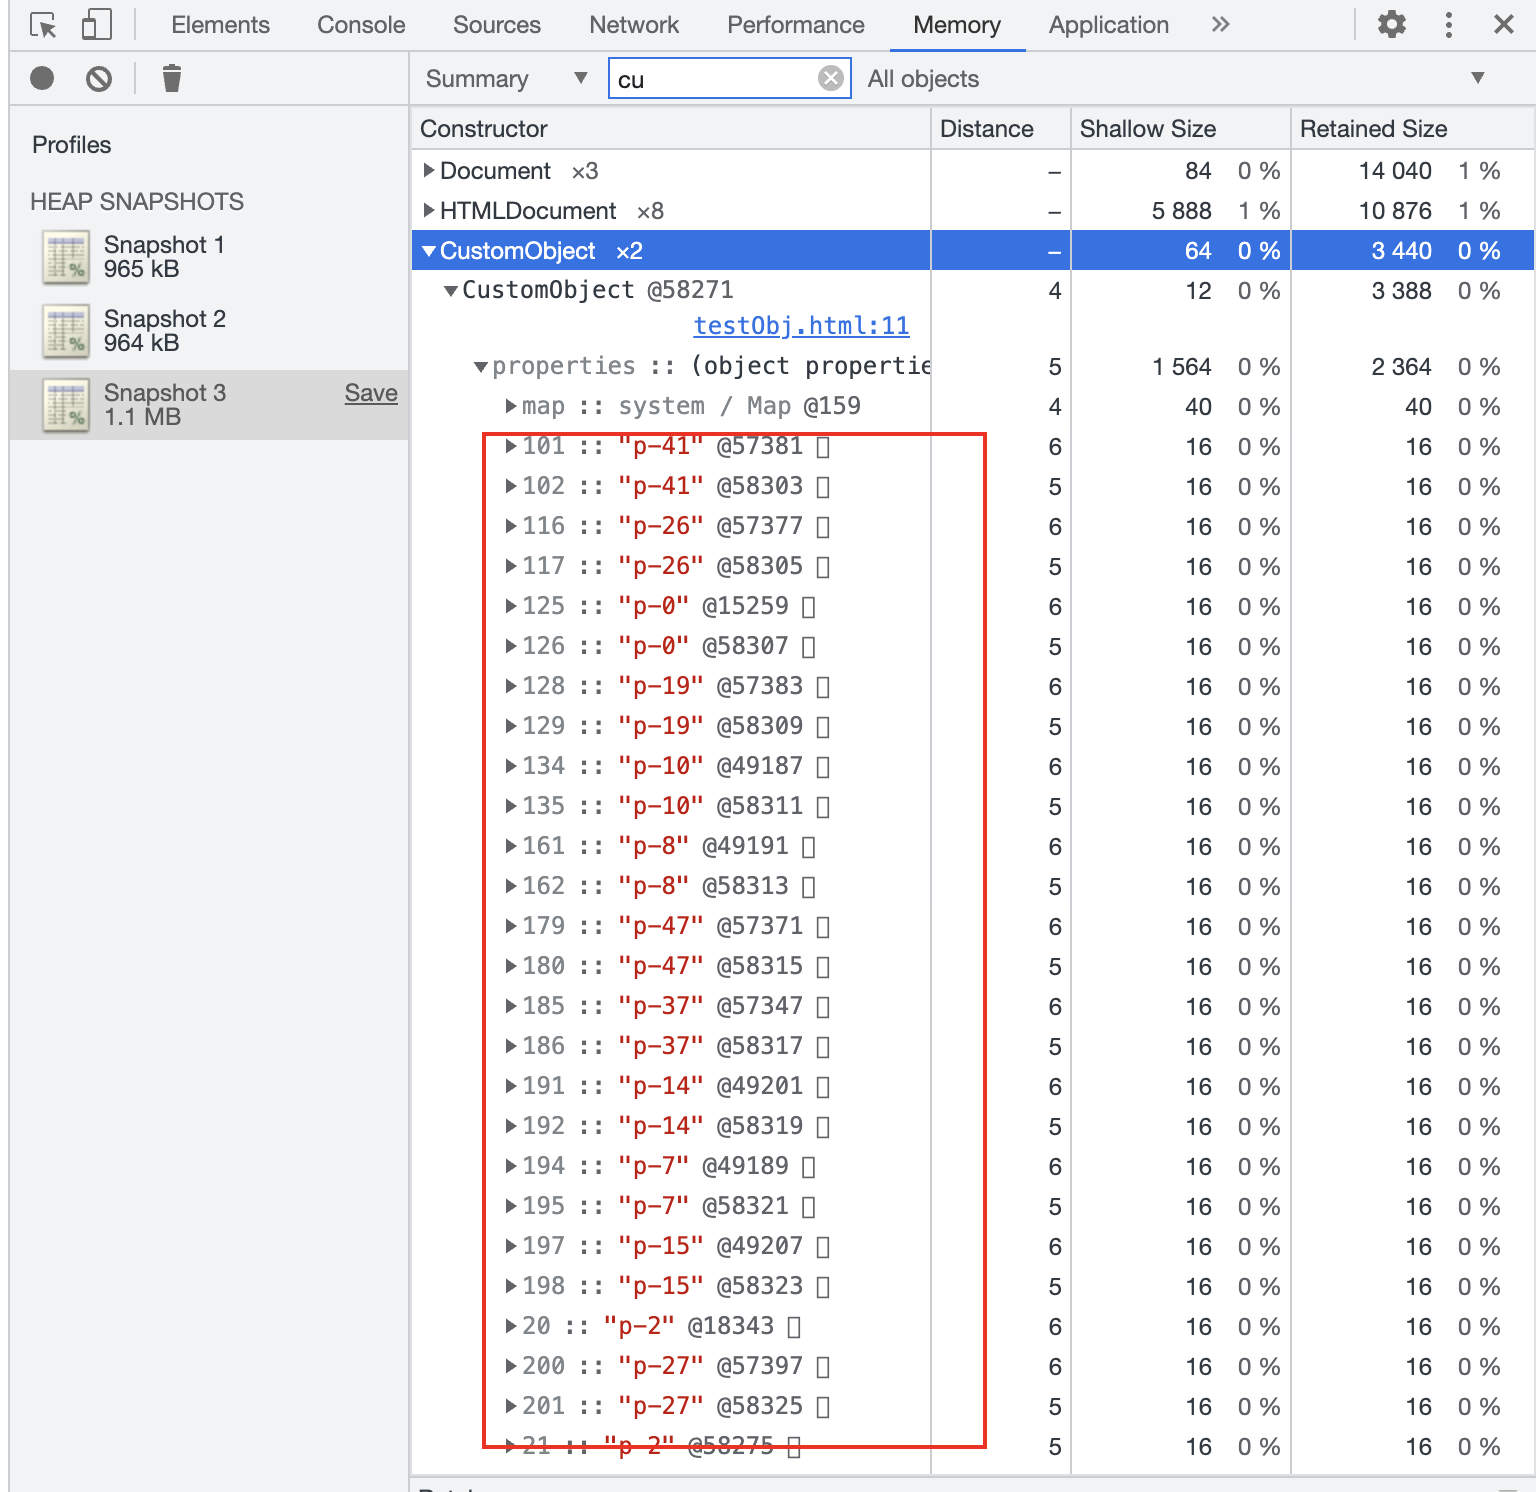 Elements Console Sources Network Performance Memory Application »
Summary ▼ cu All objects ▼
Profiles
HEAP SNAPSHOTS
Snapshot 1
965 kB
Snapshot 2
964 kB
Snapshot 3 Save
1.1 MB
Constructor Distance Shallow Size Retained Size
▶Document ×3 – 84 0 % 14 040 1 %
▶HTMLDocument ×8 – 5 888 1 % 10 876 1 %
▼CustomObject ×2 – 64 0 % 3 440 0 %
▼CustomObject @58271 4 12 0 % 3 388 0 %
testObj.html:11
▼properties :: (object propertie 5 1 564 0 % 2 364 0 %
▶map :: system / Map @159 4 40 0 % 40 0 %
▶101 :: "p-41" @57381 6 16 0 % 16 0 %
▶102 :: "p-41" @58303 5 16 0 % 16 0 %
▶116 :: "p-26" @57377 6 16 0 % 16 0 %
▶117 :: "p-26" @58305 5 16 0 % 16 0 %
▶125 :: "p-0" @15259 6 16 0 % 16 0 %
▶126 :: "p-0" @58307 5 16 0 % 16 0 %
▶128 :: "p-19" @57383 6 16 0 % 16 0 %
▶129 :: "p-19" @58309 5 16 0 % 16 0 %
▶134 :: "p-10" @49187 6 16 0 % 16 0 %
▶135 :: "p-10" @58311 5 16 0 % 16 0 %
▶161 :: "p-8" @49191 6 16 0 % 16 0 %
▶162 :: "p-8" @58313 5 16 0 % 16 0 %
▶179 :: "p-47" @57371 6 16 0 % 16 0 %
▶180 :: "p-47" @58315 5 16 0 % 16 0 %
▶185 :: "p-37" @57347 6 16 0 % 16 0 %
▶186 :: "p-37" @58317 5 16 0 % 16 0 %
▶191 :: "p-14" @49201 6 16 0 % 16 0 %
▶192 :: "p-14" @58319 5 16 0 % 16 0 %
▶194 :: "p-7" @49189 6 16 0 % 16 0 %
▶195 :: "p-7" @58321 5 16 0 % 16 0 %
▶197 :: "p-15" @49207 6 16 0 % 16 0 %
▶198 :: "p-15" @58323 5 16 0 % 16 0 %
▶20 :: "p-2" @18343 6 16 0 % 16 0 %
▶200 :: "p-27" @57397 6 16 0 % 16 0 %
▶201 :: "p-27" @58325 5 16 0 % 16 0 %
▶21 :: "p-2" @58275 5 16 0 % 16 0 %